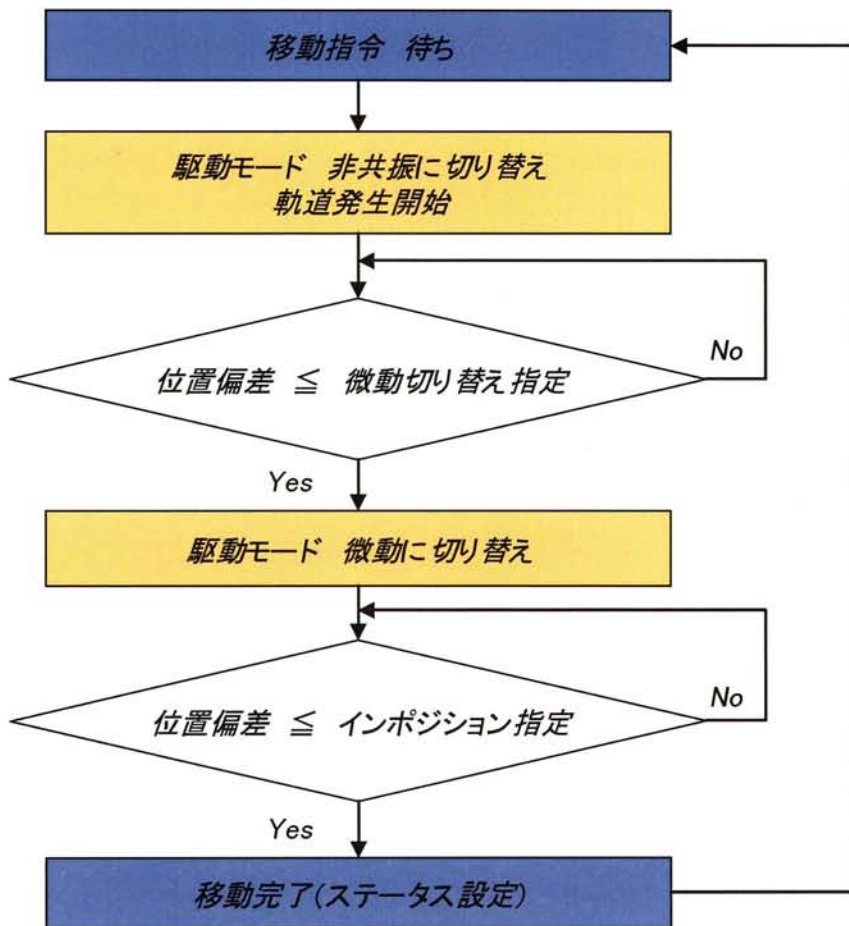 移動指令 待ち
駆動モード 非共振に切り替え
軌道発生開始
No
位置偏差 ≦ 微動切り替え指定
Yes
駆動モード 微動に切り替え
No
位置偏差 ≦ インポジション指定
Yes
移動完了(ステータス設定)